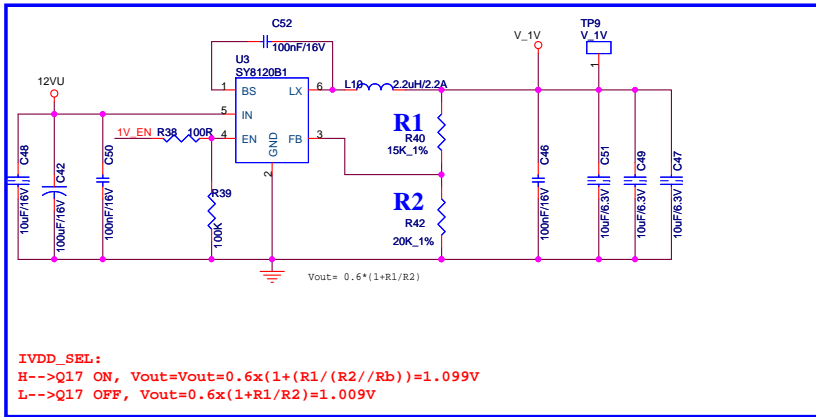 C52
100nF/16V
U3
SY8120B1
12VU
1
BS
LX
6
L10
2.2uH/2.2A
V_1V
TP9
V_1V
1
5
IN
1V_EN
R38
100R
4
EN
FB
3
GND
2
R1
R40
15K_1%
R2
R42
20K_1%
R39
100K
C48
10uF/16V
C42
100uF/16V
C50
100nF/16V
C46
100nF/16V
C51
10uF/6.3V
C49
10uF/6.3V
C47
10uF/6.3V
Vout= 0.6*(1+R1/R2)
IVDD_SEL:
H-->Q17 ON, Vout=Vout=0.6x(1+(R1/(R2//Rb))=1.099V
L-->Q17 OFF, Vout=0.6x(1+R1/R2)=1.009V